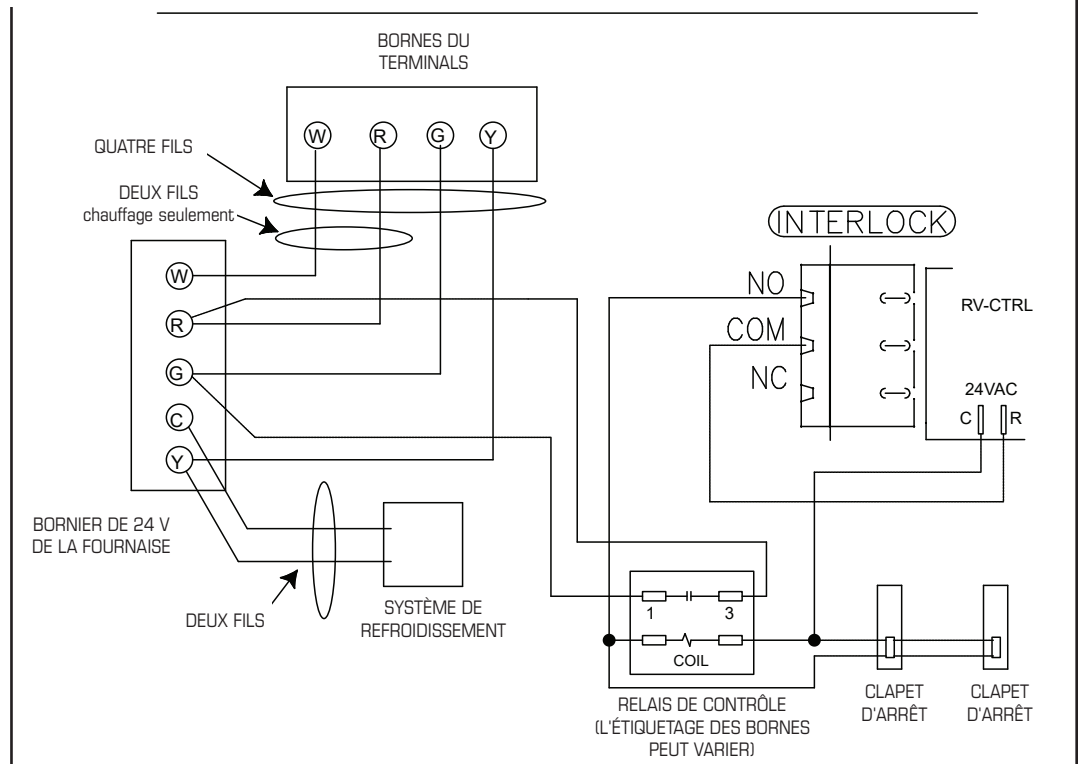 BORNES DU
TERMINALS
W R G Y
QUATRE FILS
DEUX FILS
chauffage seulement
W
R
G
C
Y
BORNIER DE 24 V
DE LA FOURNAISE
DEUX FILS
SYSTÈME DE
REFROIDISSEMENT
INTERLOCK
NO
COM
NC
RV-CTRL
24VAC
C R
1 3
COIL
RELAIS DE CONTRÔLE
(L'ÉTIQUETAGE DES BORNES
PEUT VARIER)
CLAPET
D'ARRÊT
CLAPET
D'ARRÊT